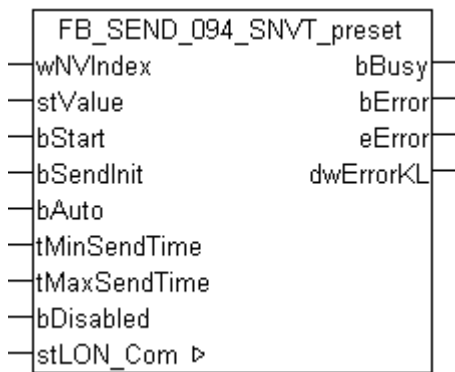 FB_SEND_094_SNVT_preset
wNVIndex bBusy
stValue bError
bStart eError
bSendInit dwErrorKL
bAuto
tMinSendTime
tMaxSendTime
bDisabled
stLON_Com ▷